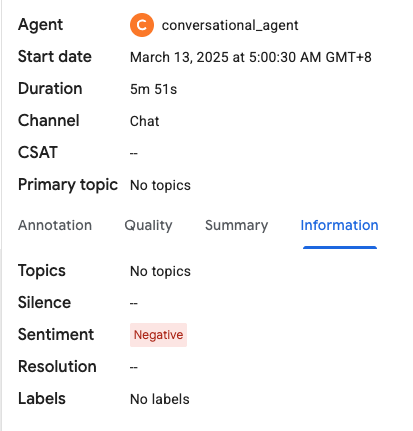 Agent C conversational_agent
Start date March 13, 2025 at 5:00:30 AM GMT+8
Duration 5m 51s
Channel Chat
CSAT --
Primary topic No topics
Annotation Quality Summary Information
Topics No topics
Silence --
Sentiment Negative
Resolution --
Labels No labels